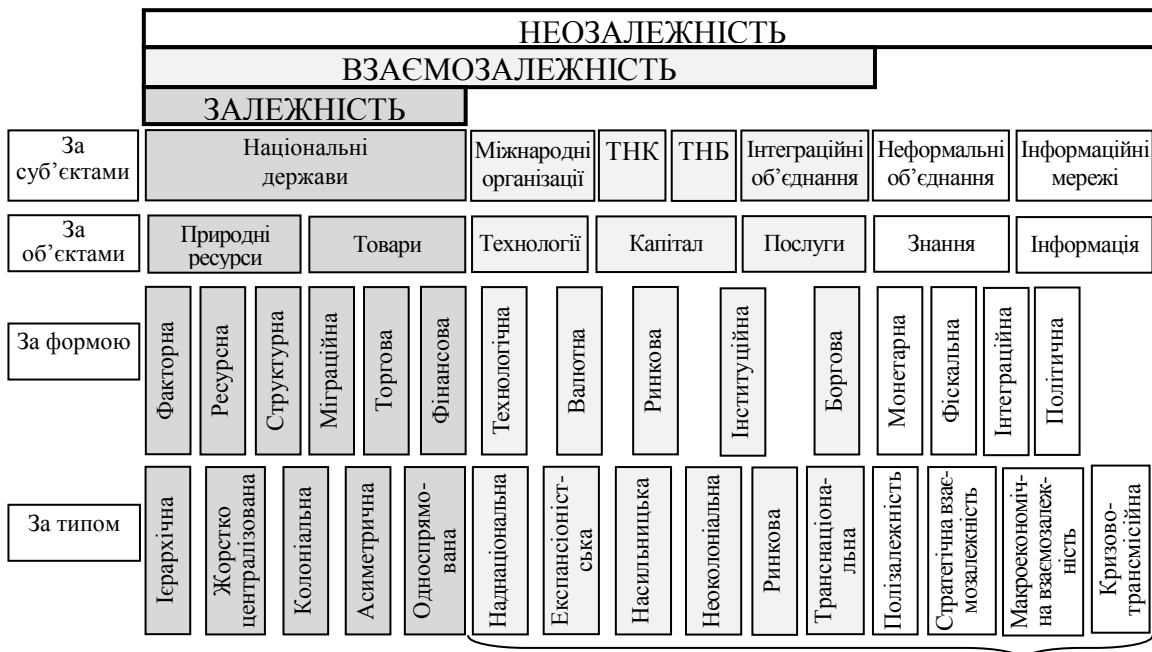 НЕОЗАЛЕЖНІСТЬ
ВЗАЄМОЗАЛЕЖНІСТЬ
ЗАЛЕЖНІСТЬ
За
суб’єктами
Національні
держави
Міжнародні
організації
ТНК
ТНБ
Інтеграційні
об’єднання
Неформальні
об’єднання
Інформаційні
мережі
За
об’єктами
Природні
ресурси
Товари
Технології
Капітал
Послуги
Знання
Інформація
За формою
Факторна
Ресурсна
Структурна
Міграційна
Торгова
Фінансова
Технологічна
Валютна
Ринкова
Інституційна
Боргова
Монетарна
Фіскальна
Інтеграційна
Політична
За типом
Ієрархічна
Жорстко
централізована
Колоніальна
Асиметрична
Односпрямо-
вана
Наднаціональна
Експансіоніст-
ська
Насильницька
Неоколоніальна
Ринкова
Транснаціона-
льна
Полізалежність
Стратегічна взає-
мозалежність
Макроекономіч-
на взаємозалеж-
ність
Кризово-
трансмісійна